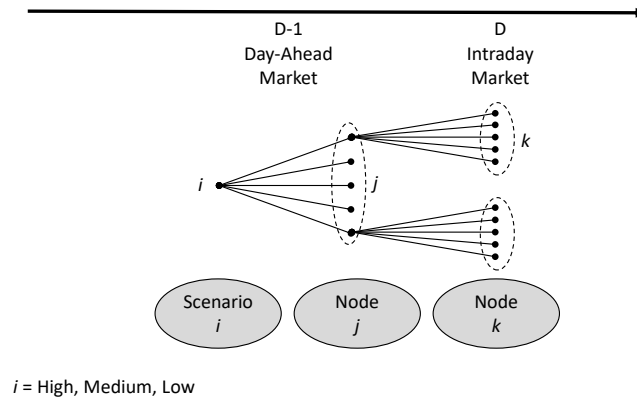 D-1
Day-Ahead
Market
D
Intraday
Market
i
j
k
Scenario
i
Node
j
Node
k
i = High, Medium, Low